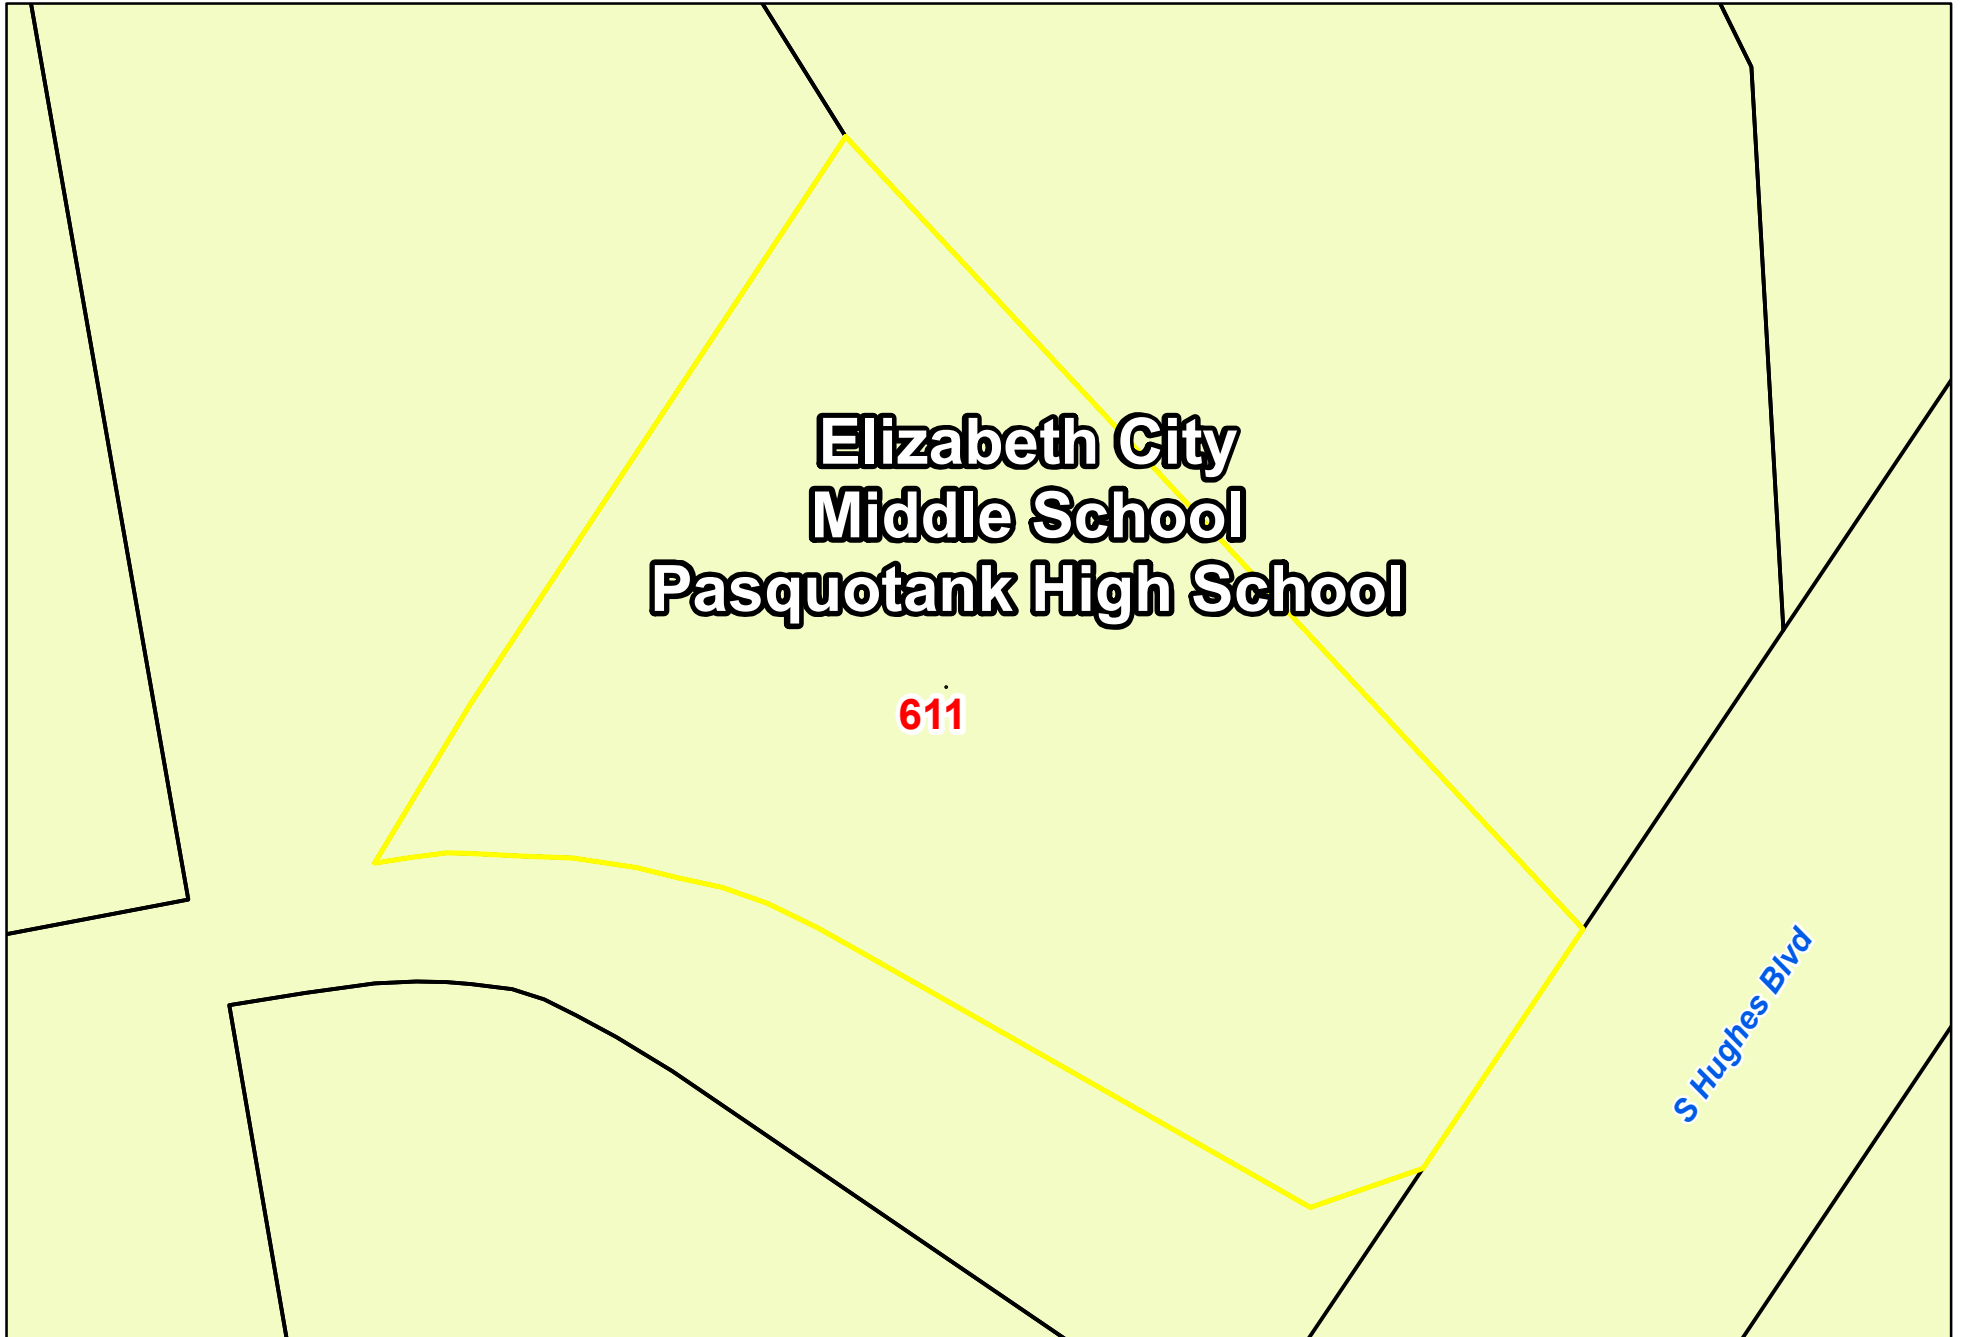 Elizabeth City
Middle School
Pasquotank High School
611
S Hughes Blvd